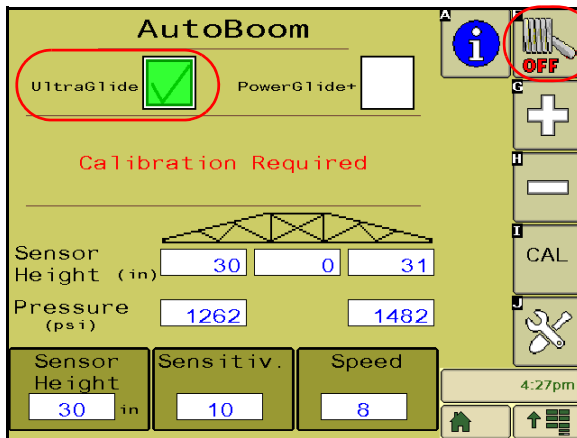 AutoBoom
A
F
OFF
UltraGlide
PowerGlide+
G
Calibration Required
H
I
CAL
Sensor
Height (in)
30
0
31
Pressure
(psi)
1262
1482
J
Sensor
Height
30 in
Sensitiv.
10
Speed
8
4:27pm